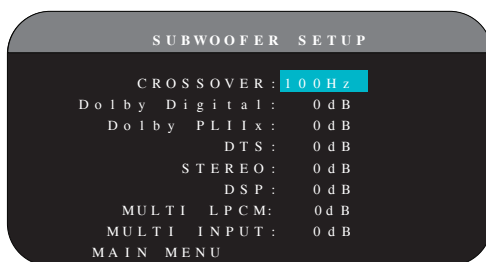 SUBWOOFER SETUP
CROSSOVER: 100Hz
Dolby Digital: 0dB
Dolby PLIIx: 0dB
DTS: 0dB
STEREO: 0dB
DSP: 0dB
MULTI LPCM: 0dB
MULTI INPUT: 0dB
MAIN MENU